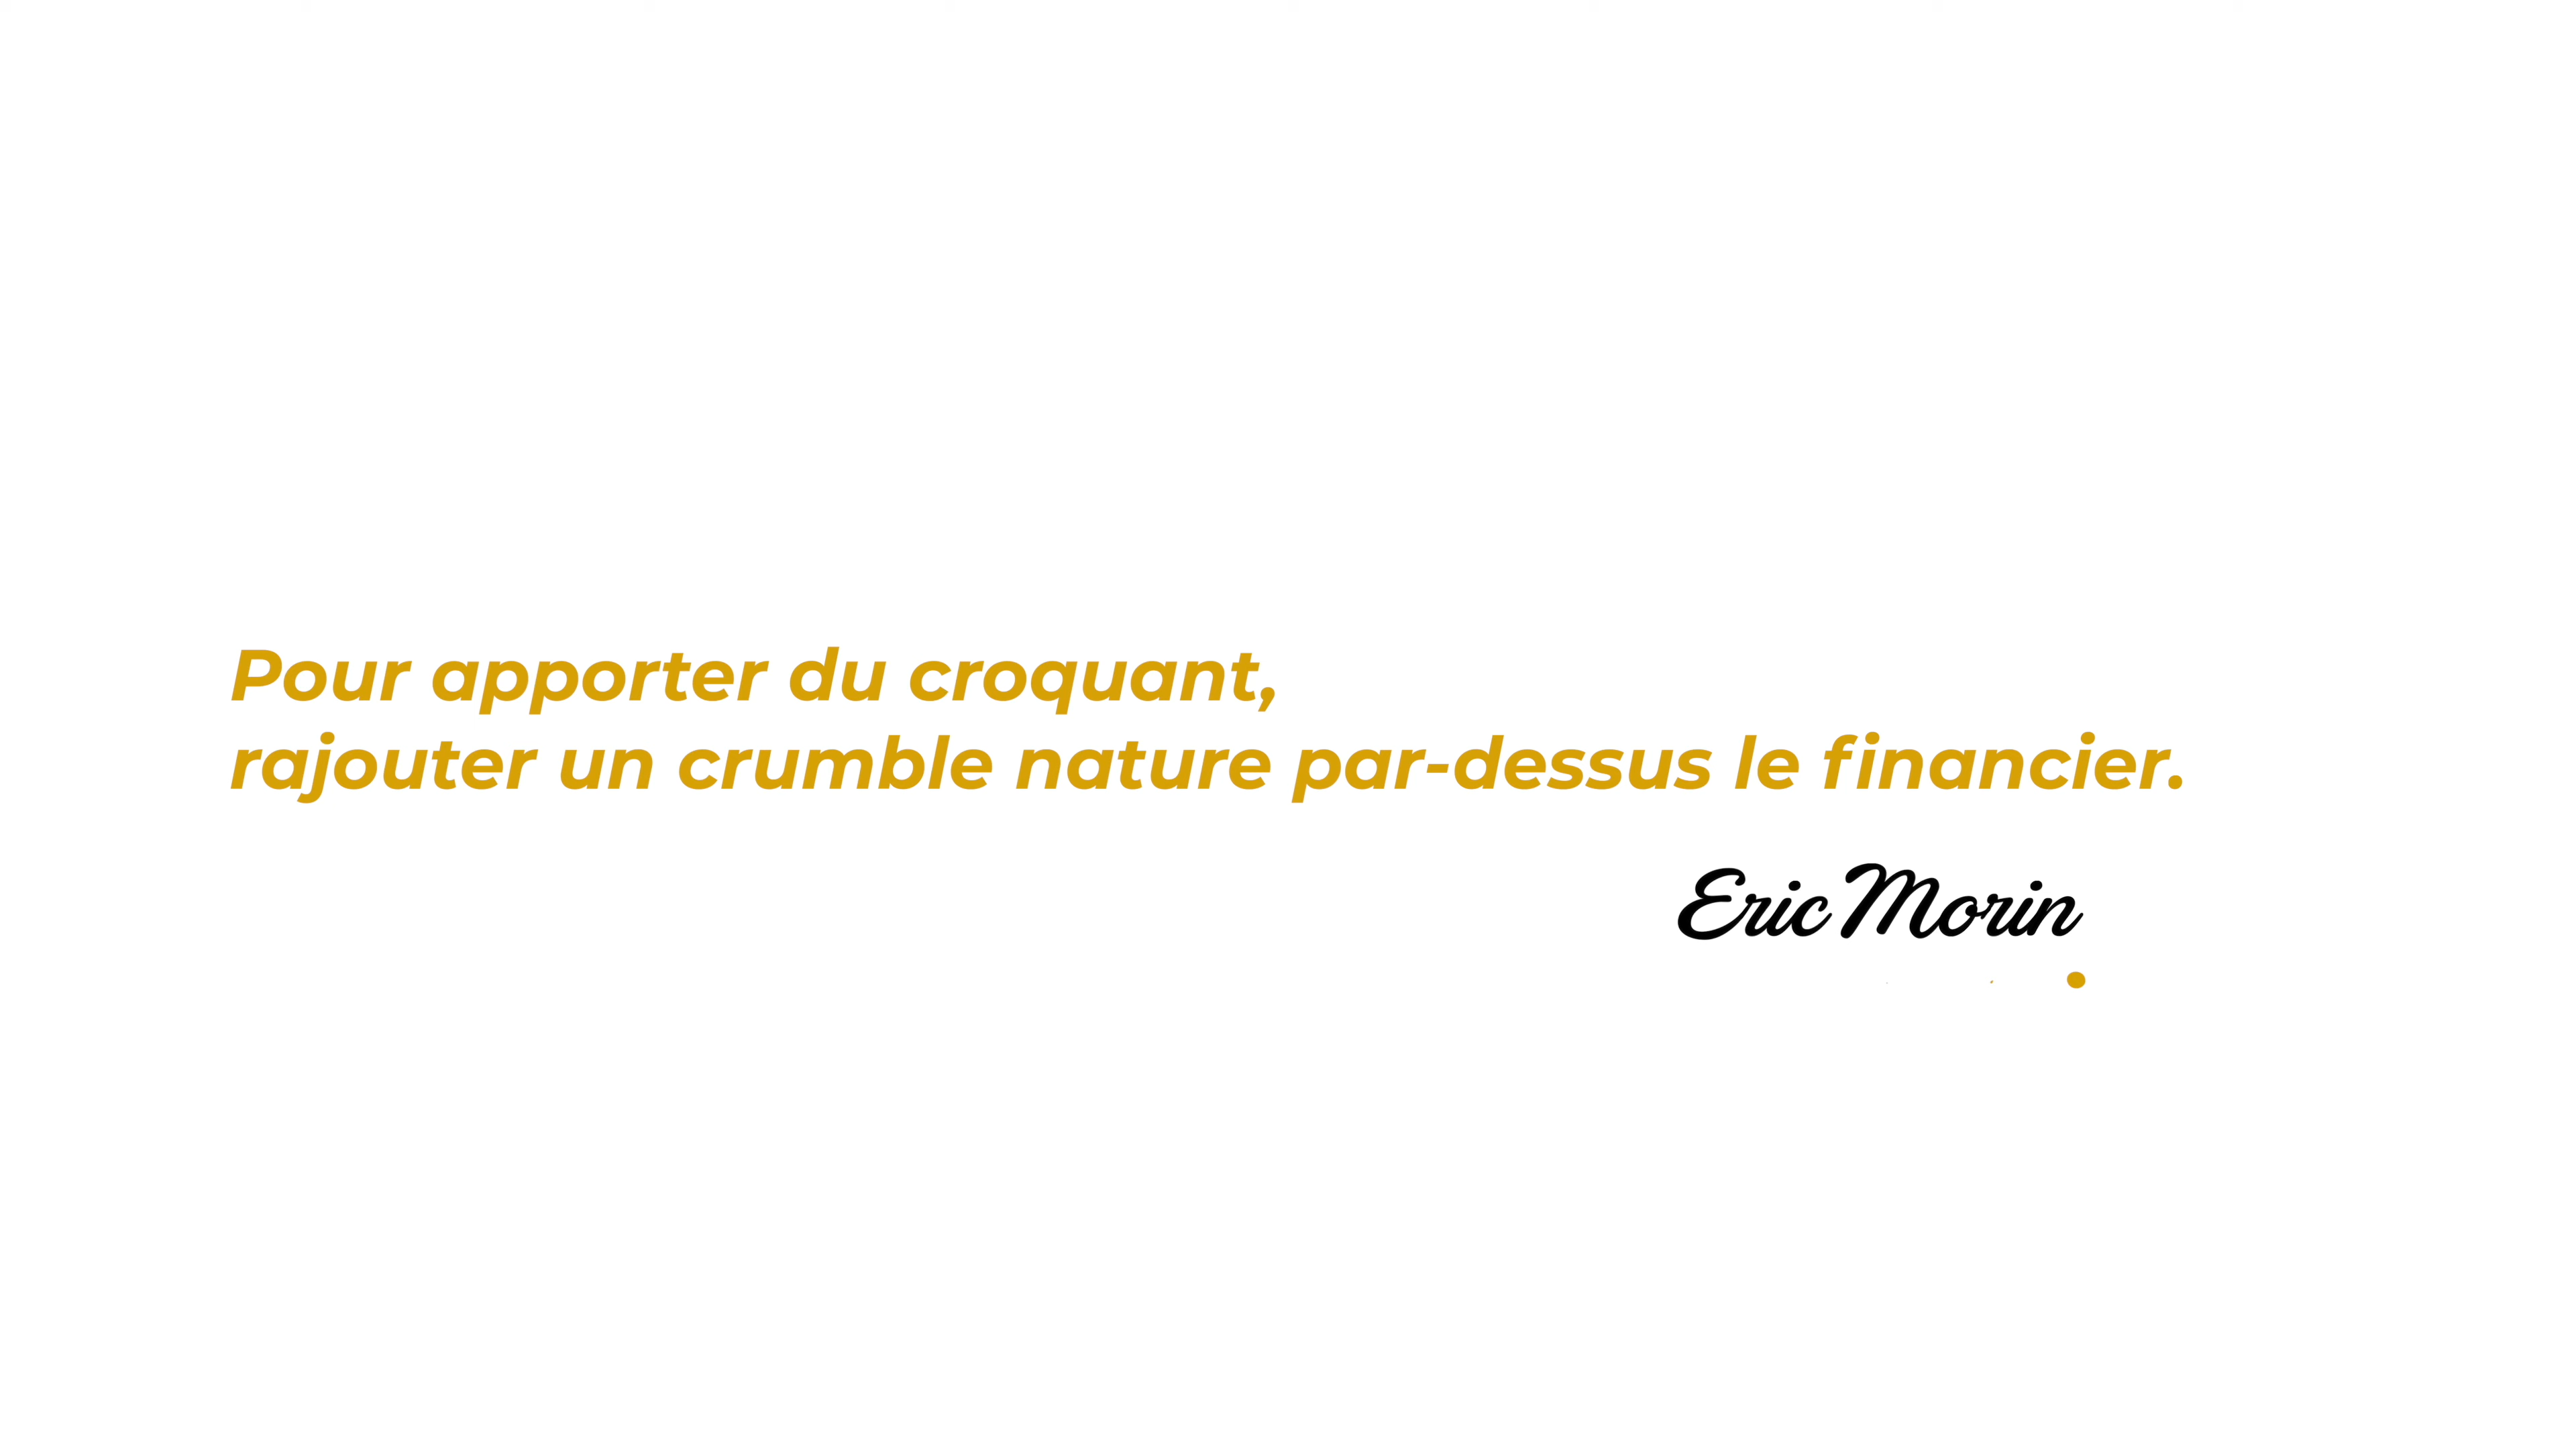 Pour apporter du croquant,
rajouter un crumble nature par-dessus le financier.
Eric Morin